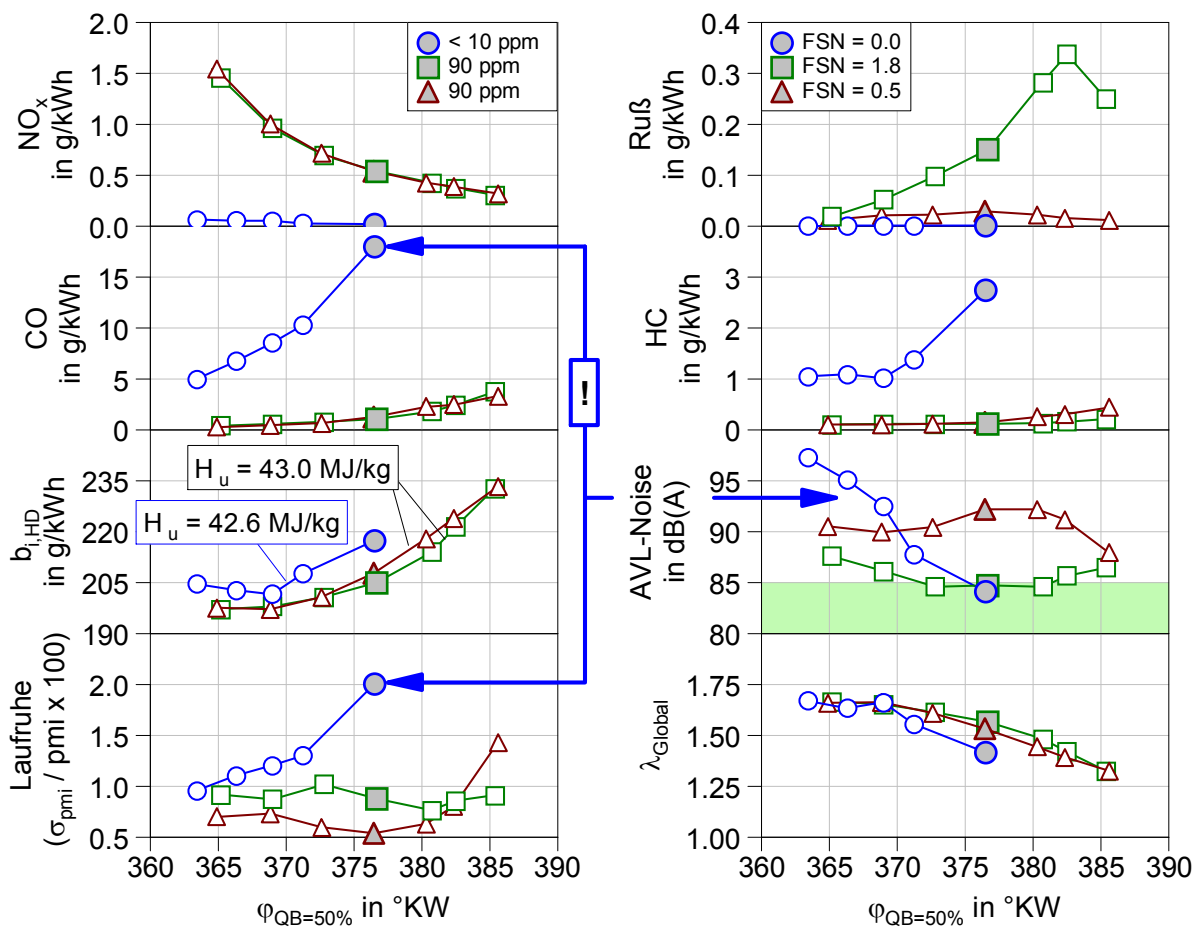 NOx
in g/kWh
2.0
1.5
1.0
0.5
0.0
< 10 ppm
90 ppm
90 ppm
Ruß
in g/kWh
0.4
0.3
0.2
0.1
0.0
FSN = 0.0
FSN = 1.8
FSN = 0.5
CO
in g/kWh
15
10
5
0
!
HC
in g/kWh
3
2
1
0
bi,HD
in g/kWh
235
220
205
190
Hu = 43.0 MJ/kg
Hu = 42.6 MJ/kg
AVL-Noise
in dB(A)
95
90
85
80
Laufruhe
(σpmi / pmi x 100)
2.0
1.5
1.0
0.5
360 365 370 375 380 385 390
φQB=50% in °KW
λGlobal
1.75
1.50
1.25
1.00
360 365 370 375 380 385 390
φQB=50% in °KW